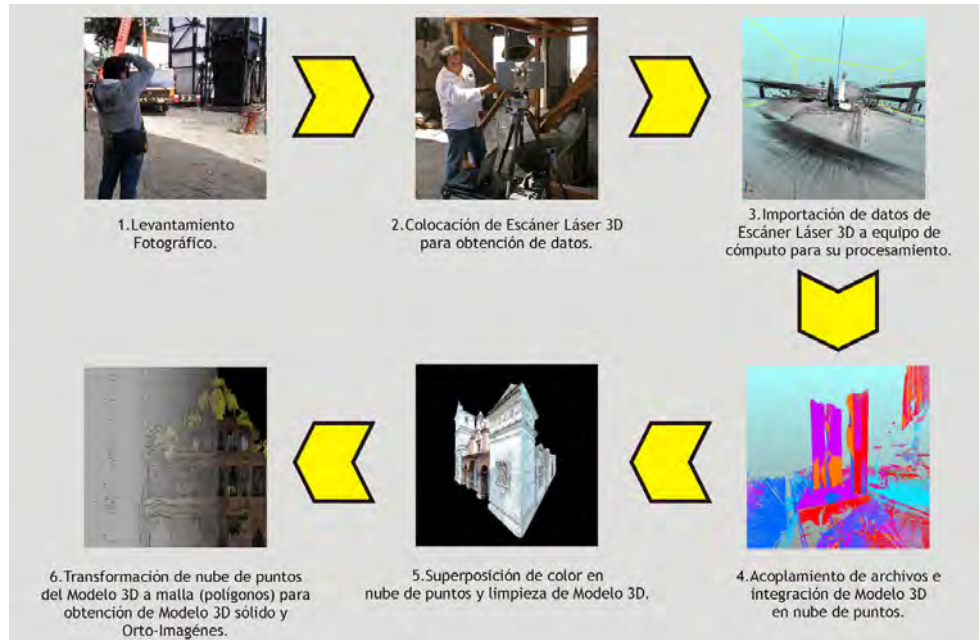 1.Levantamiento
Fotográfico.
2.Colocación de Escáner Láser 3D
para obtención de datos.
3.Importación de datos de
Escáner Láser 3D a equipo de
cómputo para su procesamiento.
4.Acoplamiento de archivos e
integración de Modelo 3D
en nube de puntos.
5.Superposición de color en
nube de puntos y limpieza de Modelo 3D.
6.Transformación de nube de puntos
del Modelo 3D a malla (polígonos) para
obtención de Modelo 3D sólido y
Orto-Imagénes.